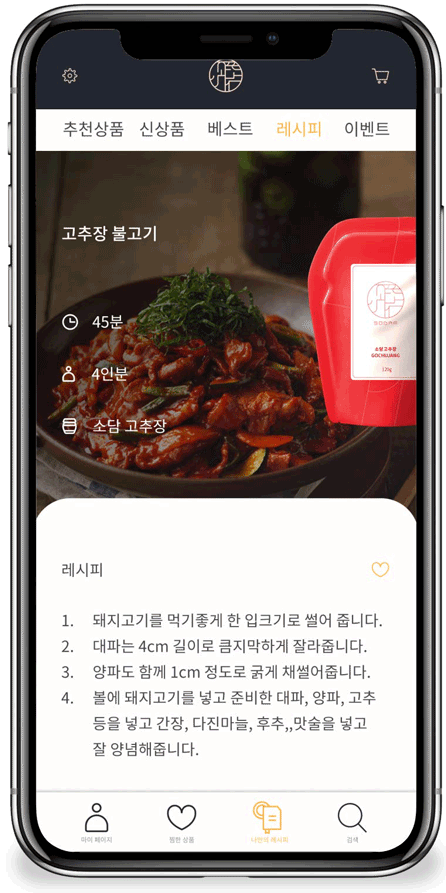 추천상품 신상품 베스트 레시피 이벤트
고추장 불고기
45분
4인분
소담 고추장
소담 고추장
GOCHUJANG
120g
레시피
1. 돼지고기를 먹기좋게 한 입크기로 썰어 줍니다.
2. 대파는 4cm 길이로 큼지막하게 잘라줍니다.
3. 양파도 함께 1cm 정도로 굵게 채썰어줍니다.
4. 볼에 돼지고기를 넣고 준비한 대파, 양파, 고추
등을 넣고 간장, 다진마늘, 후추,,맛술을 넣고
잘 양념해줍니다.
마이 페이지 찜한 상품 나만의 레시피 검색